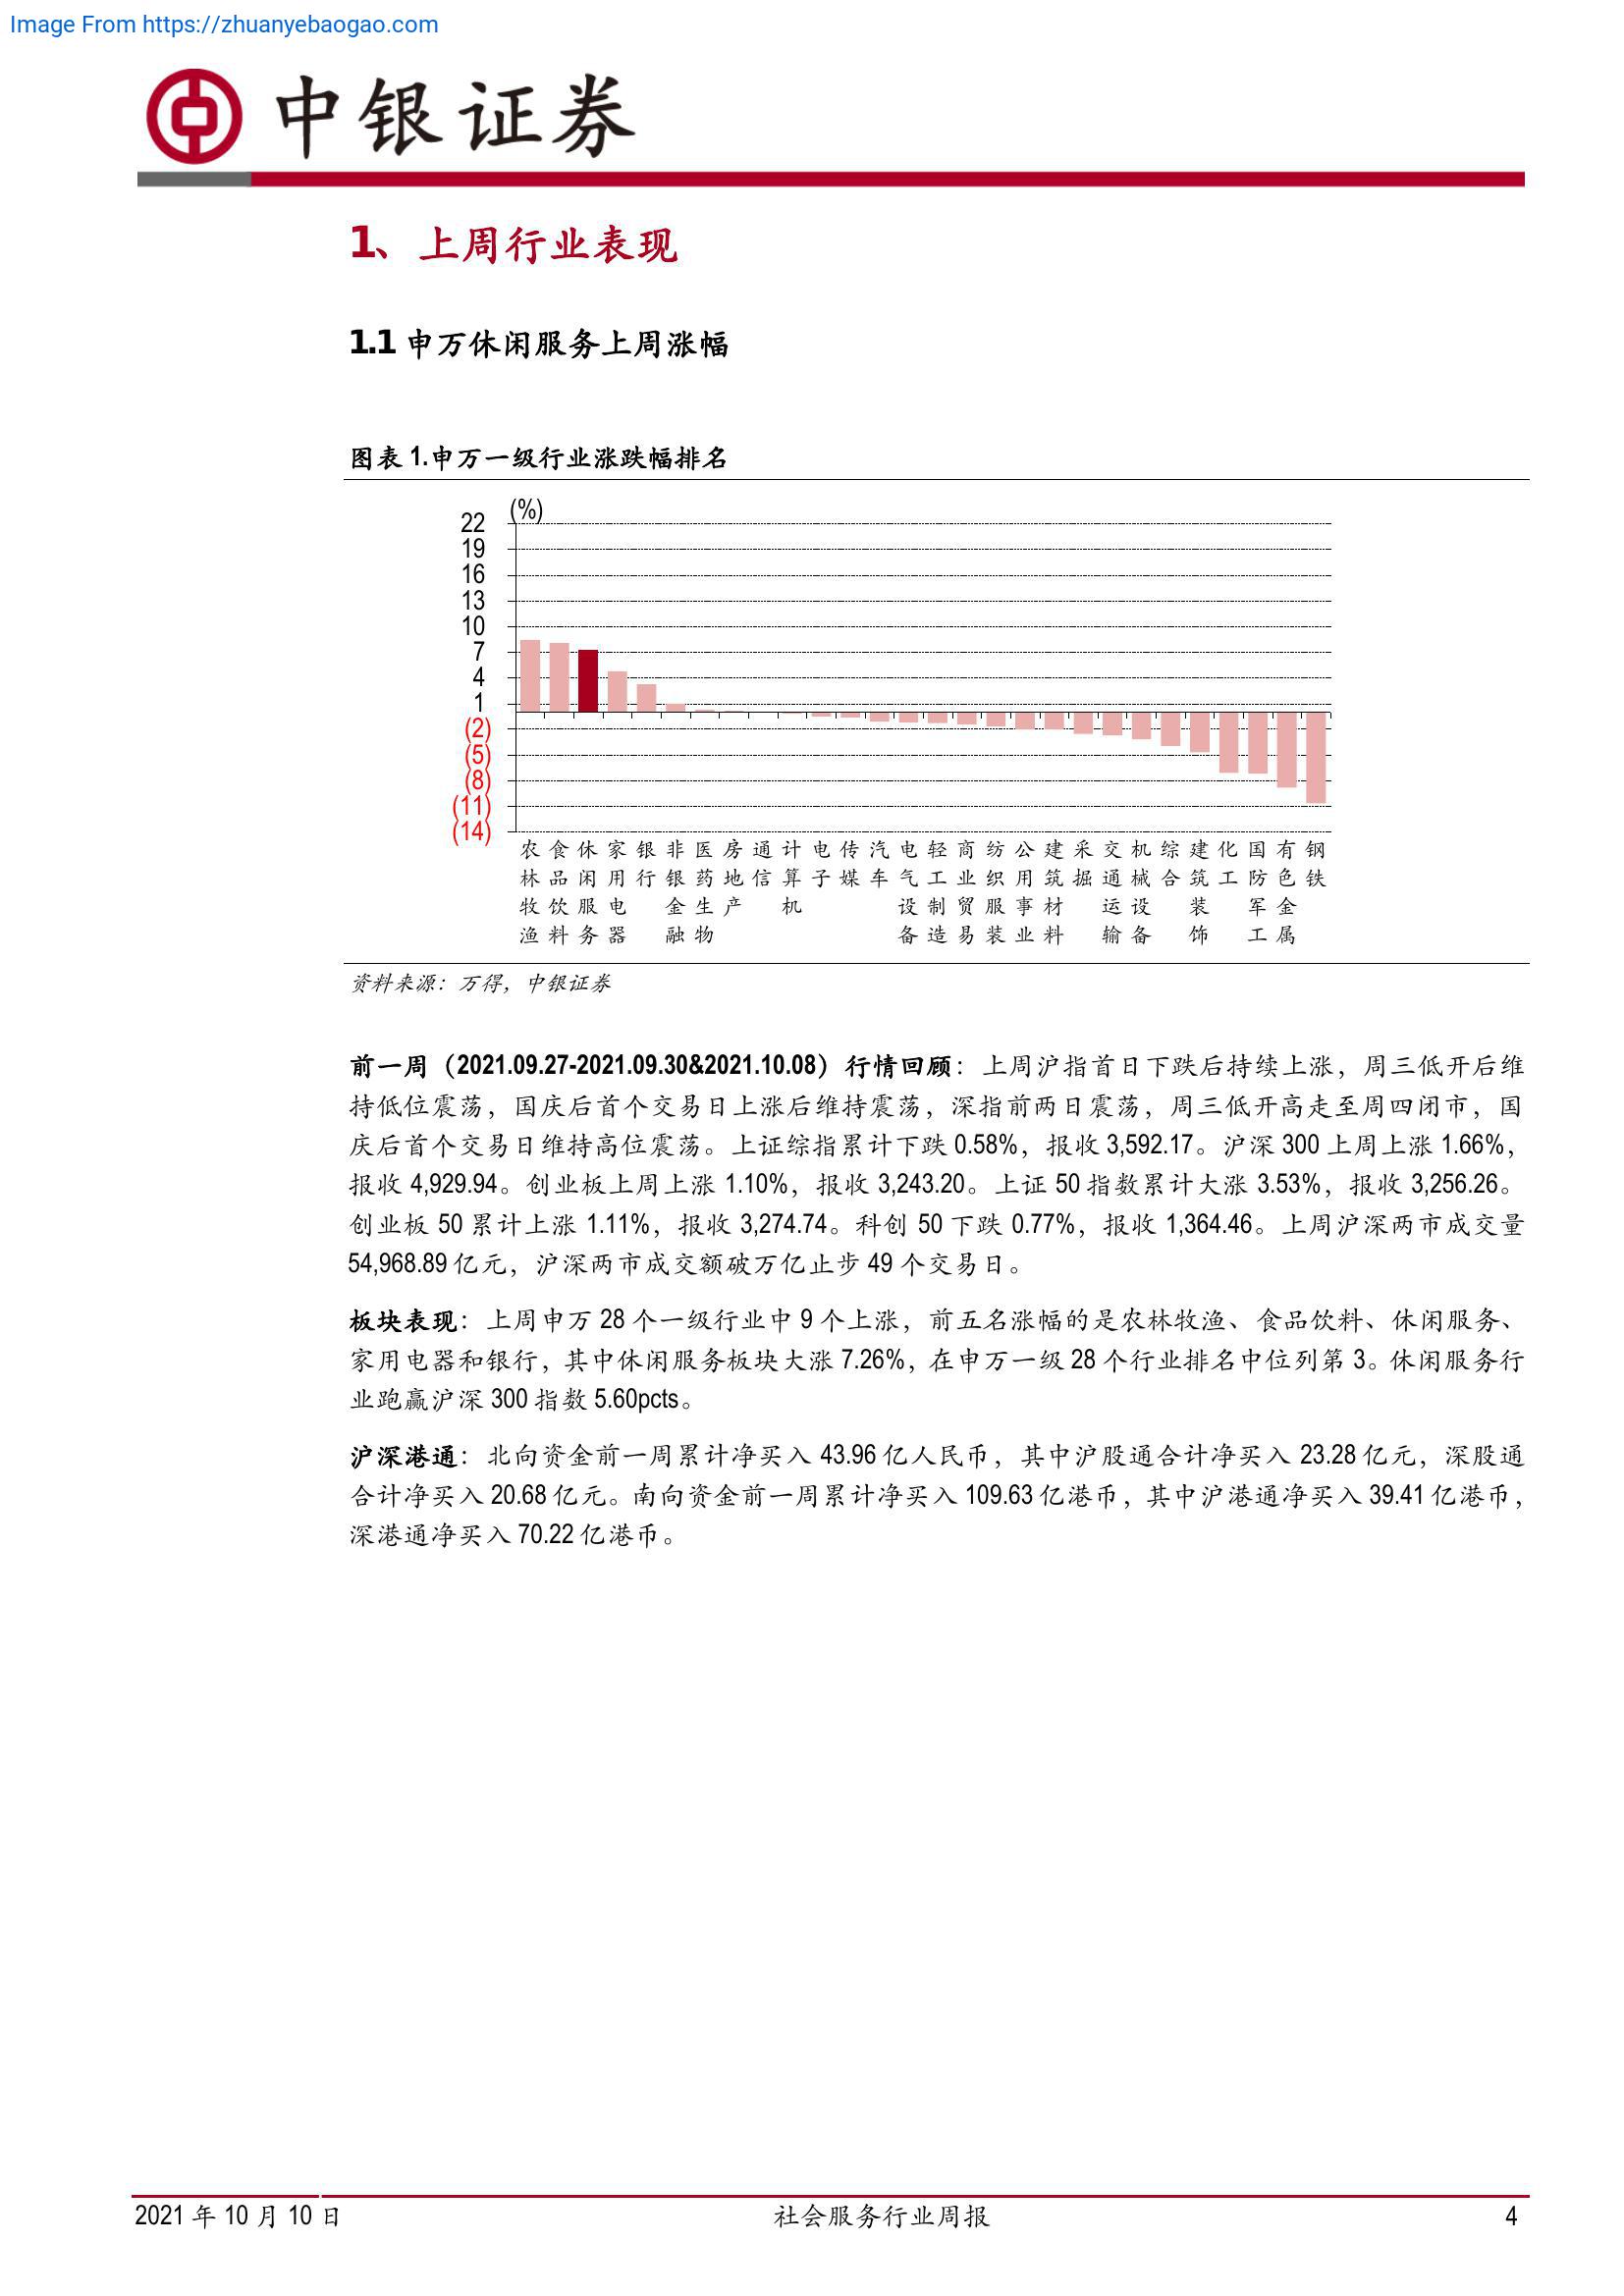 Image From https://zhuanyebaogao.com
中银证券
1、上周行业表现
1.1 申万休闲服务上周涨幅
图表 1.申万一级行业涨跌幅排名
(%)
22
19
16
13
10
7
4
1
(2)
(5)
(8)
(11)
(14)
农林牧渔
食品饮料
休闲服务
家用电器
银行
非银金融
医药生物
房地产
通信
计算机
电子
传媒
汽车
电气设备
轻工制造
商业贸易
纺织服装
公用事业
建筑材料
采掘
交通运输
机械设备
综合
建筑装饰
化工
国防军工
有色金属
钢铁
资料来源：万得，中银证券
前一周（2021.09.27-2021.09.30&2021.10.08）行情回顾：上周沪指首日下跌后持续上涨，周三低开后维
持低位震荡，国庆后首个交易日上涨后维持震荡，深指前两日震荡，周三低开高走至周四闭市，国
庆后首个交易日维持高位震荡。上证综指累计下跌 0.58%，报收 3,592.17。沪深 300 上周上涨 1.66%，
报收 4,929.94。创业板上周上涨 1.10%，报收 3,243.20。上证 50 指数累计大涨 3.53%，报收 3,256.26。
创业板 50 累计上涨 1.11%，报收 3,274.74。科创 50 下跌 0.77%，报收 1,364.46。上周沪深两市成交量
54,968.89 亿元，沪深两市成交额破万亿止步 49 个交易日。
板块表现：上周申万 28 个一级行业中 9 个上涨，前五名涨幅的是农林牧渔、食品饮料、休闲服务、
家用电器和银行，其中休闲服务板块大涨 7.26%，在申万一级 28 个行业排名中位列第 3。休闲服务行
业跑赢沪深 300 指数 5.60pcts。
沪深港通：北向资金前一周累计净买入 43.96 亿人民币，其中沪股通合计净买入 23.28 亿元，深股通
合计净买入 20.68 亿元。南向资金前一周累计净买入 109.63 亿港币，其中沪港通净买入 39.41 亿港币，
深港通净买入 70.22 亿港币。
2021 年 10 月 10 日
社会服务行业周报
4